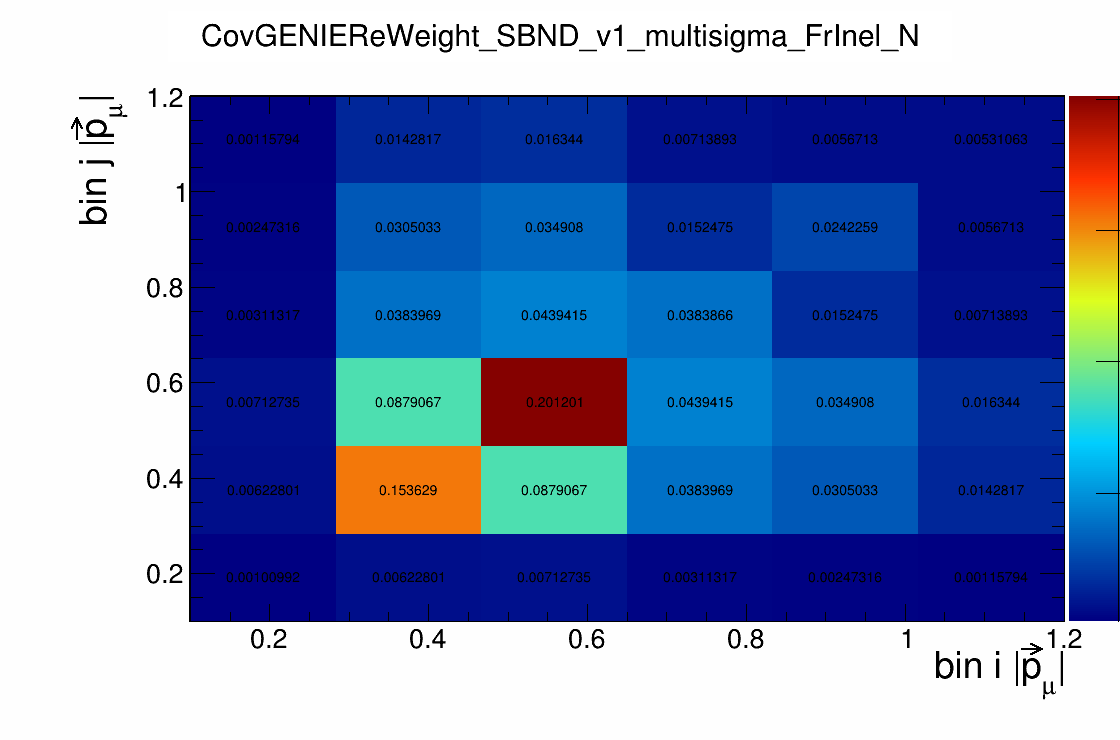 CovGENIEReWeight_SBND_v1_multisigma_FrInel_N
bin j |p⃗μ|
1.2
0.00115794 0.0142817 0.016344 0.00713893 0.0056713 0.00531063
1
0.00247316 0.0305033 0.034908 0.0152475 0.0242259 0.0056713
0.8
0.00311317 0.0383969 0.0439415 0.0383866 0.0152475 0.00713893
0.6
0.00712735 0.0879067 0.201201 0.0439415 0.034908 0.016344
0.4
0.00622801 0.153629 0.0879067 0.0383969 0.0305033 0.0142817
0.2
0.00100992 0.00622801 0.00712735 0.00311317 0.00247316 0.00115794
0.2 0.4 0.6 0.8 1 1.2
bin i |p⃗μ|